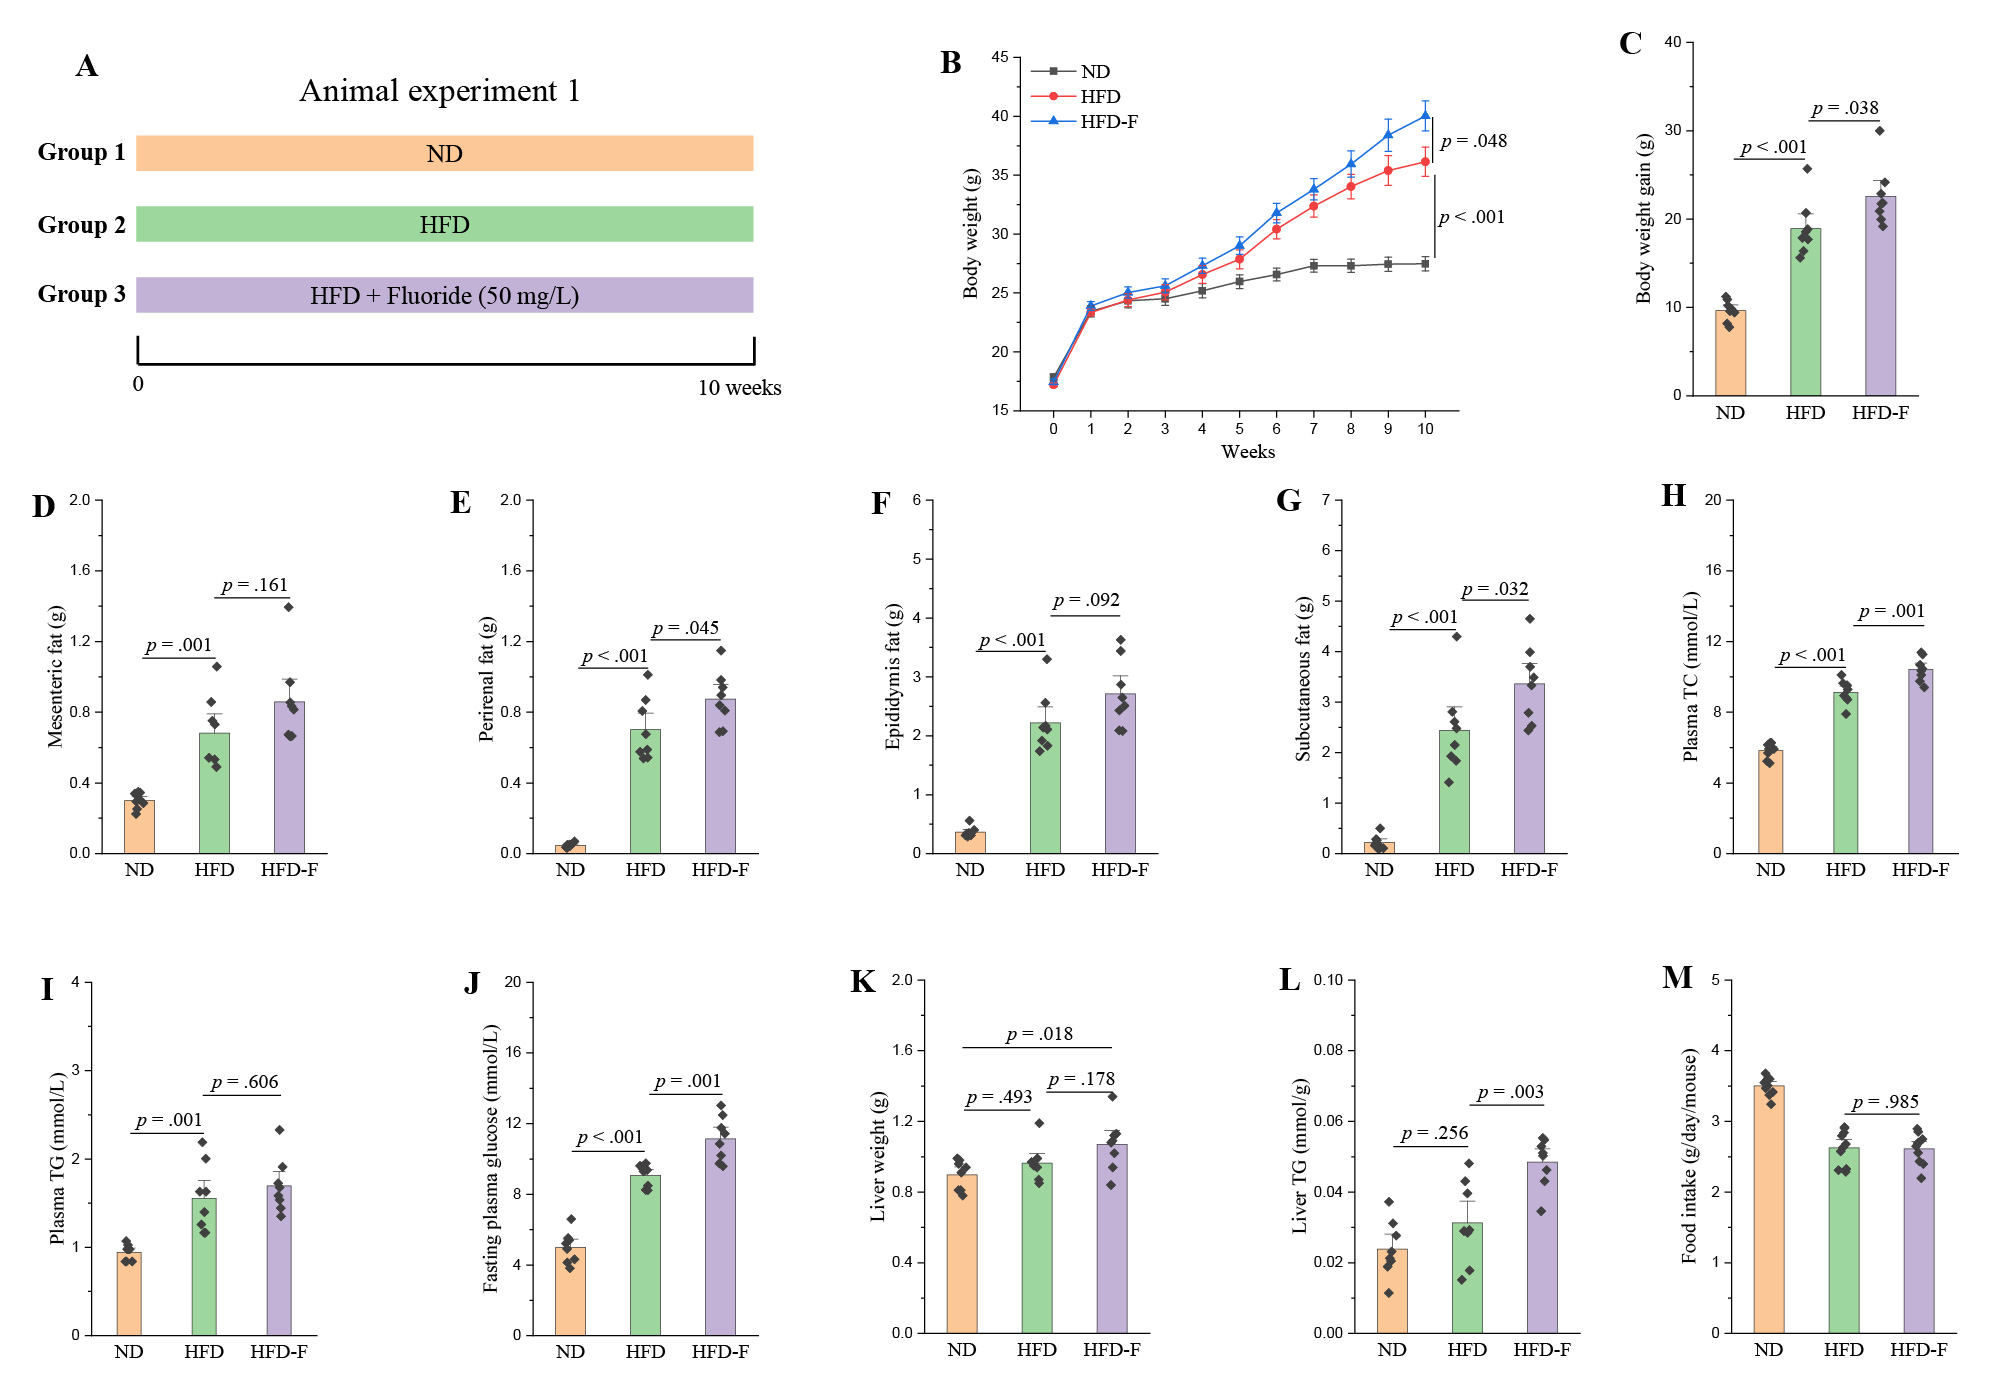 A
Animal experiment 1
Group 1
ND
Group 2
HFD
Group 3
HFD + Fluoride (50 mg/L)
0
10 weeks
B
Body weight (g)
45
40
35
30
25
20
15
ND
HFD
HFD-F
p = .048
p < .001
0 1 2 3 4 5 6 7 8 9 10
Weeks
C
Body weight gain (g)
40
30
20
10
0
p < .001
p = .038
ND HFD HFD-F
D
Mesenteric fat (g)
2.0
1.6
1.2
0.8
0.4
0.0
p = .161
p = .001
ND HFD HFD-F
E
Perirenal fat (g)
2.0
1.6
1.2
0.8
0.4
0.0
p = .045
p < .001
ND HFD HFD-F
F
Epididymis fat (g)
6
5
4
3
2
1
0
p = .092
p < .001
ND HFD HFD-F
G
Subcutaneous fat (g)
7
6
5
4
3
2
1
0
p = .032
p < .001
ND HFD HFD-F
H
Plasma TC (mmol/L)
20
16
12
8
4
0
p = .001
p < .001
ND HFD HFD-F
I
Plasma TG (mmol/L)
4
3
2
1
0
p = .606
p = .001
ND HFD HFD-F
J
Fasting plasma glucose (mmol/L)
20
16
12
8
4
0
p = .001
p < .001
ND HFD HFD-F
K
Liver weight (g)
2.0
1.6
1.2
0.8
0.4
0.0
p = .018
p = .178
p = .493
ND HFD HFD-F
L
Liver TG (mmol/g)
0.10
0.08
0.06
0.04
0.02
0.00
p = .003
p = .256
ND HFD HFD-F
M
Food intake (g/day/mouse)
5
4
3
2
1
0
p = .985
ND HFD HFD-F